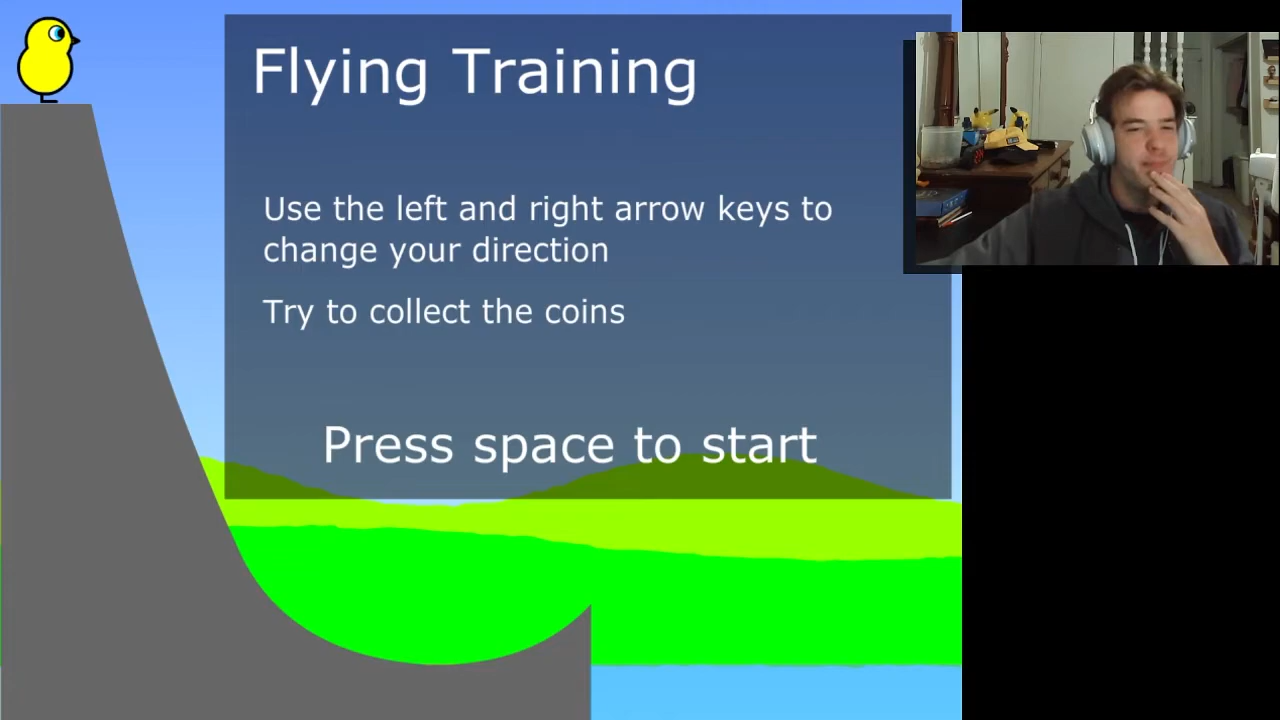 Flying Training
Use the left and right arrow keys to
change your direction
Try to collect the coins
Press space to start